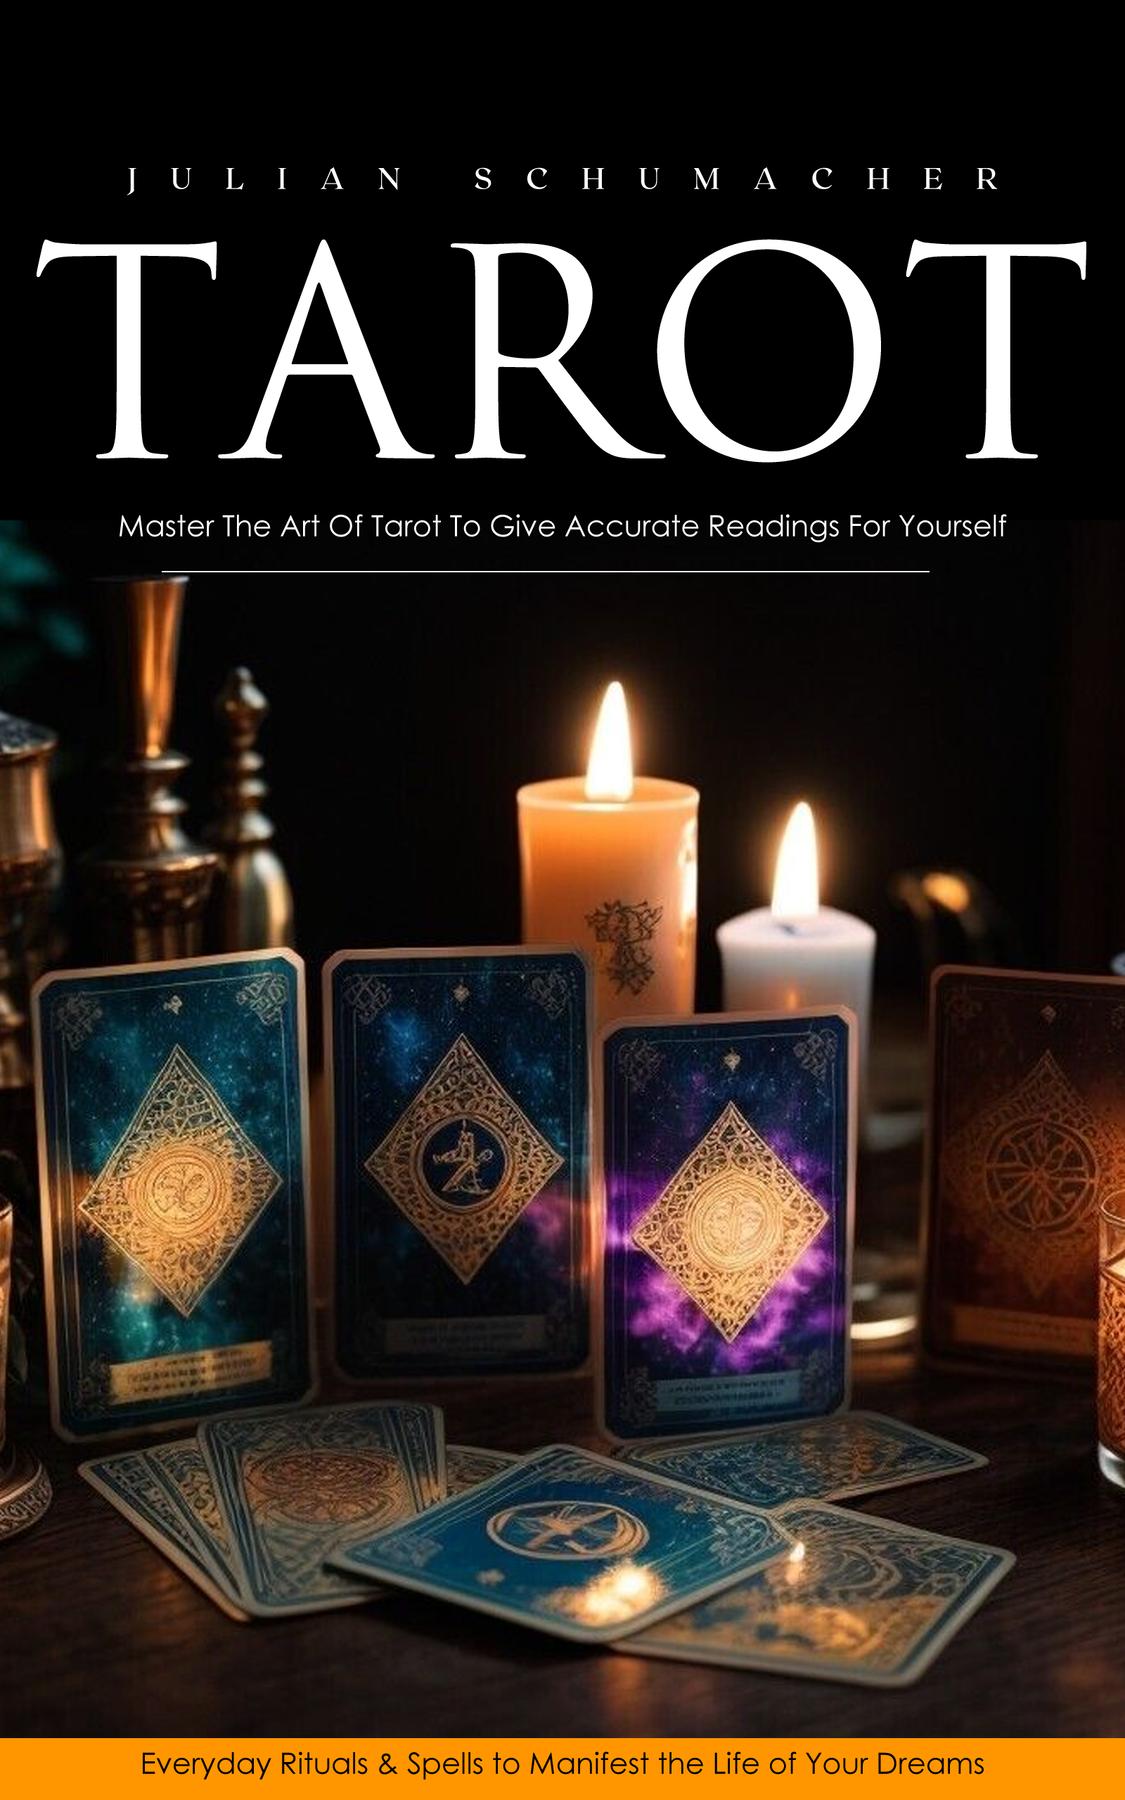 JULIAN SCHUMACHER
TAROT
Master The Art Of Tarot To Give Accurate Readings For Yourself
Everyday Rituals & Spells to Manifest the Life of Your Dreams